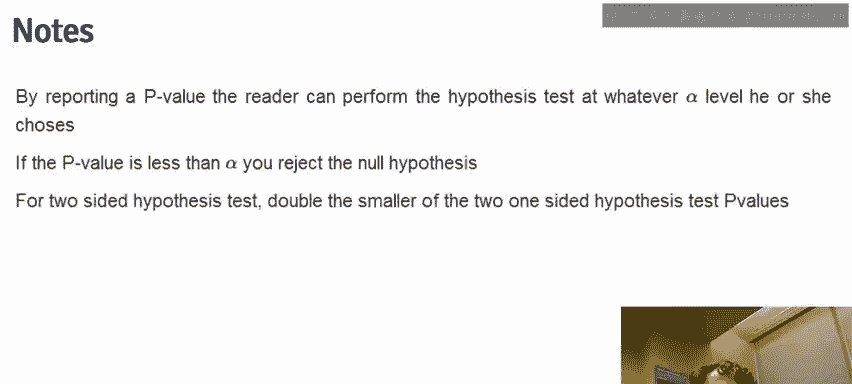 Notes
By reporting a P-value the reader can perform the hypothesis test at whatever α level he or she
choses
If the P-value is less than α you reject the null hypothesis
For two sided hypothesis test, double the smaller of the two one sided hypothesis test Pvalues